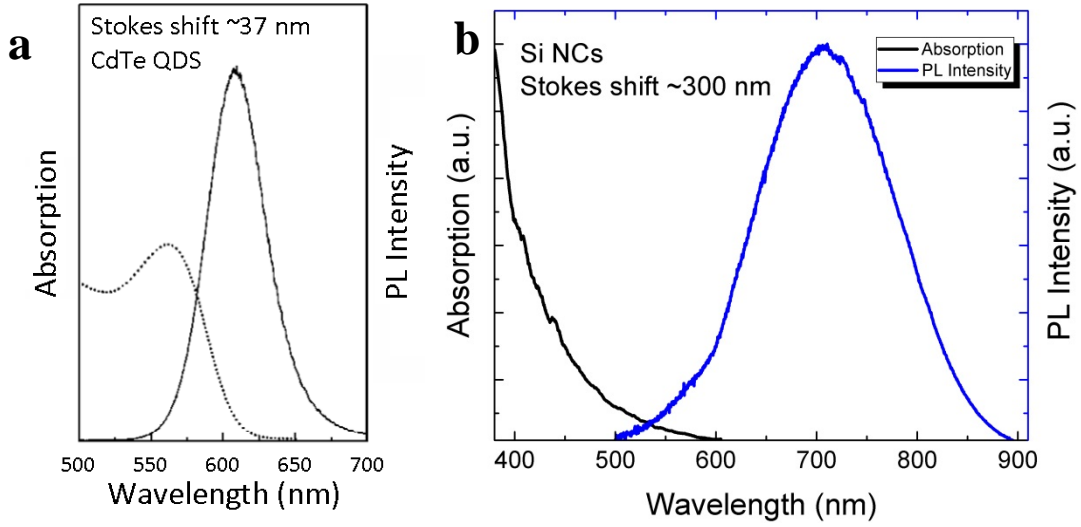 a
Stokes shift ~37 nm
CdTe QDS
Absorption
PL Intensity
500 550 600 650 700
Wavelength (nm)
b
Si NCs
Stokes shift ~300 nm
Absorption
PL Intensity
Absorption (a.u.)
PL Intensity (a.u.)
400 500 600 700 800 900
Wavelength (nm)